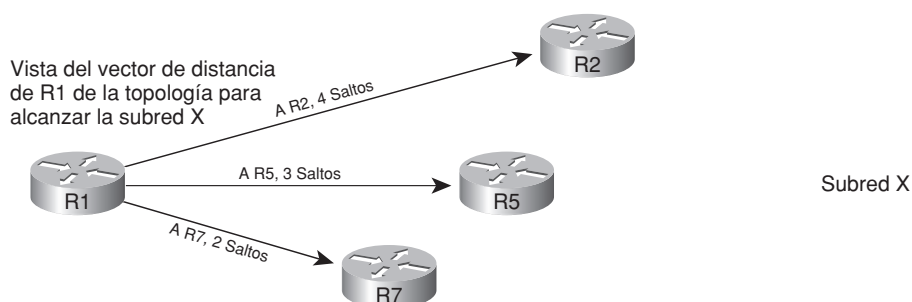 Vista del vector de distancia
de R1 de la topología para
alcanzar la subred X
A R2, 4 Saltos
R2
R1
A R5, 3 Saltos
R5
Subred X
A R7, 2 Saltos
R7